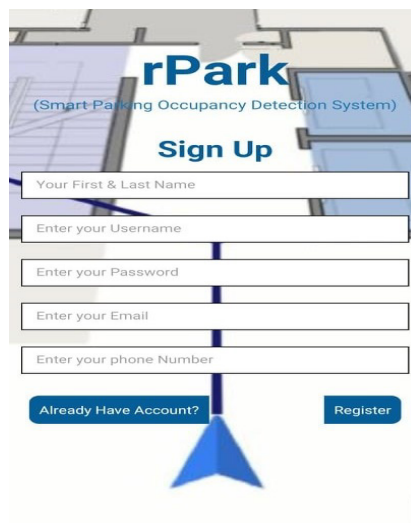 rPark
(Smart Parking Occupancy Detection System)
Sign Up
Your First & Last Name
Enter your Username
Enter your Password
Enter your Email
Enter your phone Number
Already Have Account?
Register